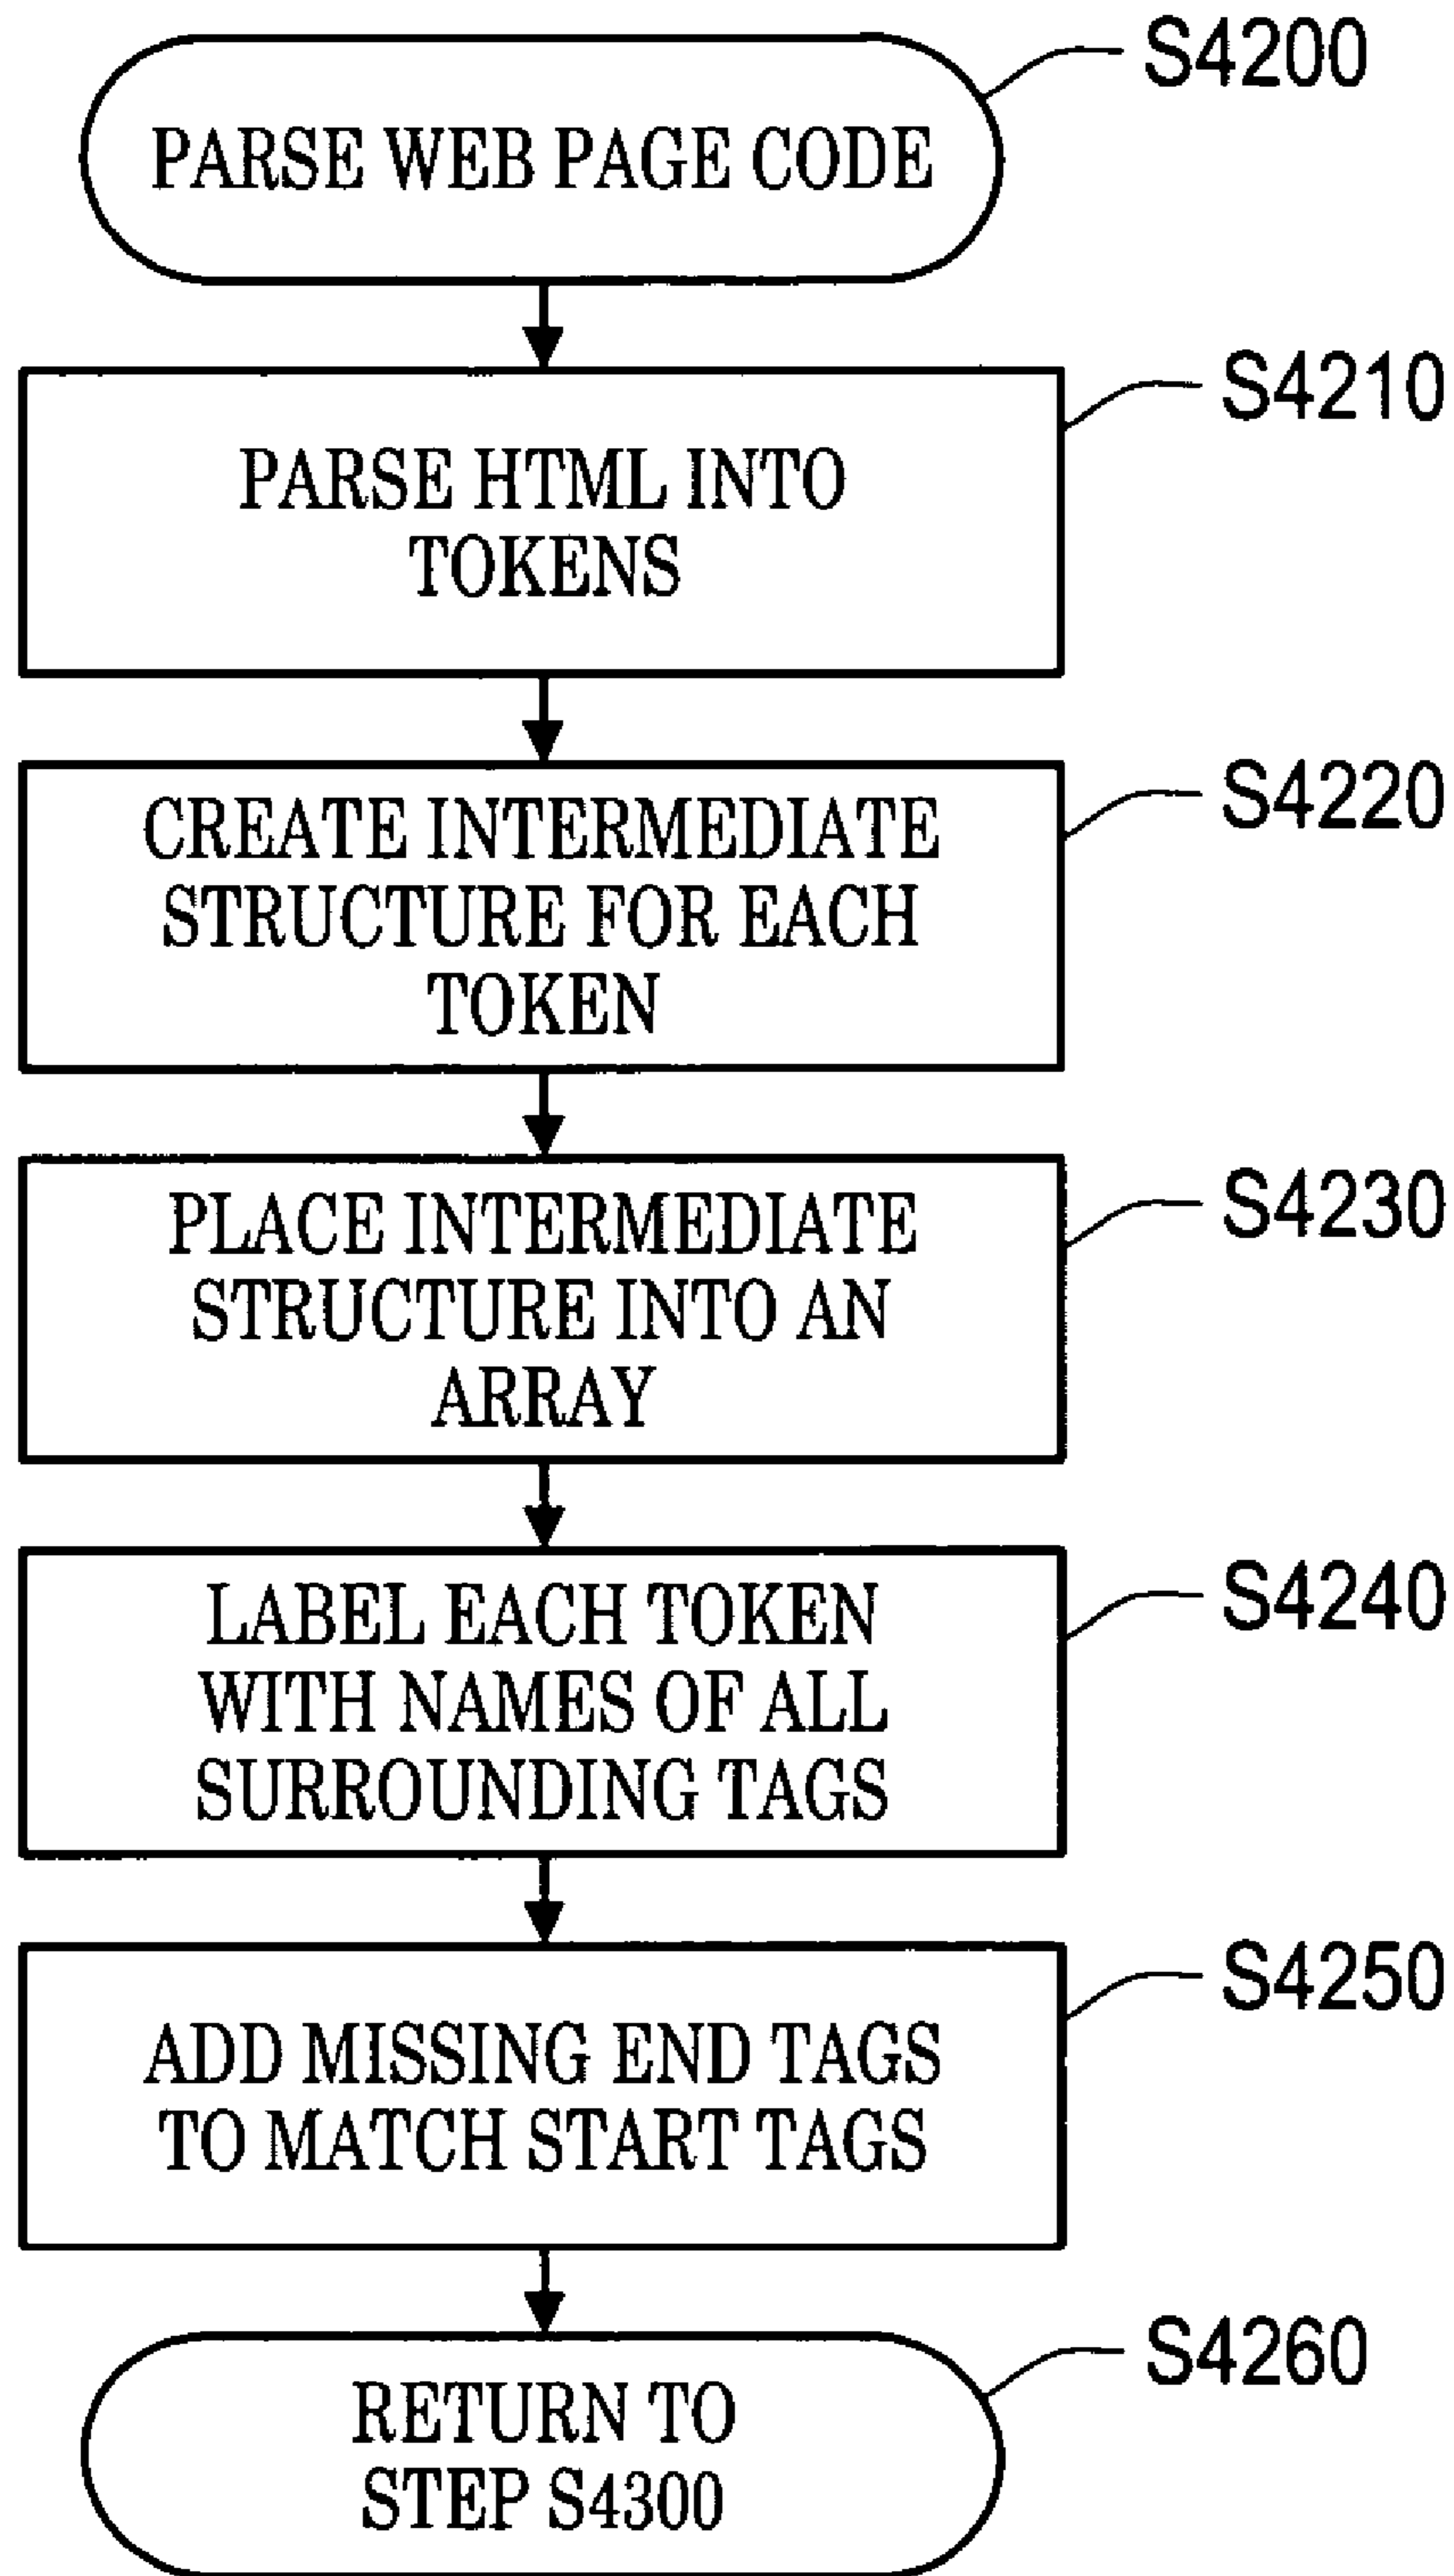 S4200
PARSE WEB PAGE CODE
S4210
PARSE HTML INTO
TOKENS
S4220
CREATE INTERMEDIATE
STRUCTURE FOR EACH
TOKEN
S4230
PLACE INTERMEDIATE
STRUCTURE INTO AN
ARRAY
S4240
LABEL EACH TOKEN
WITH NAMES OF ALL
SURROUNDING TAGS
S4250
ADD MISSING END TAGS
TO MATCH START TAGS
S4260
RETURN TO
STEP S4300